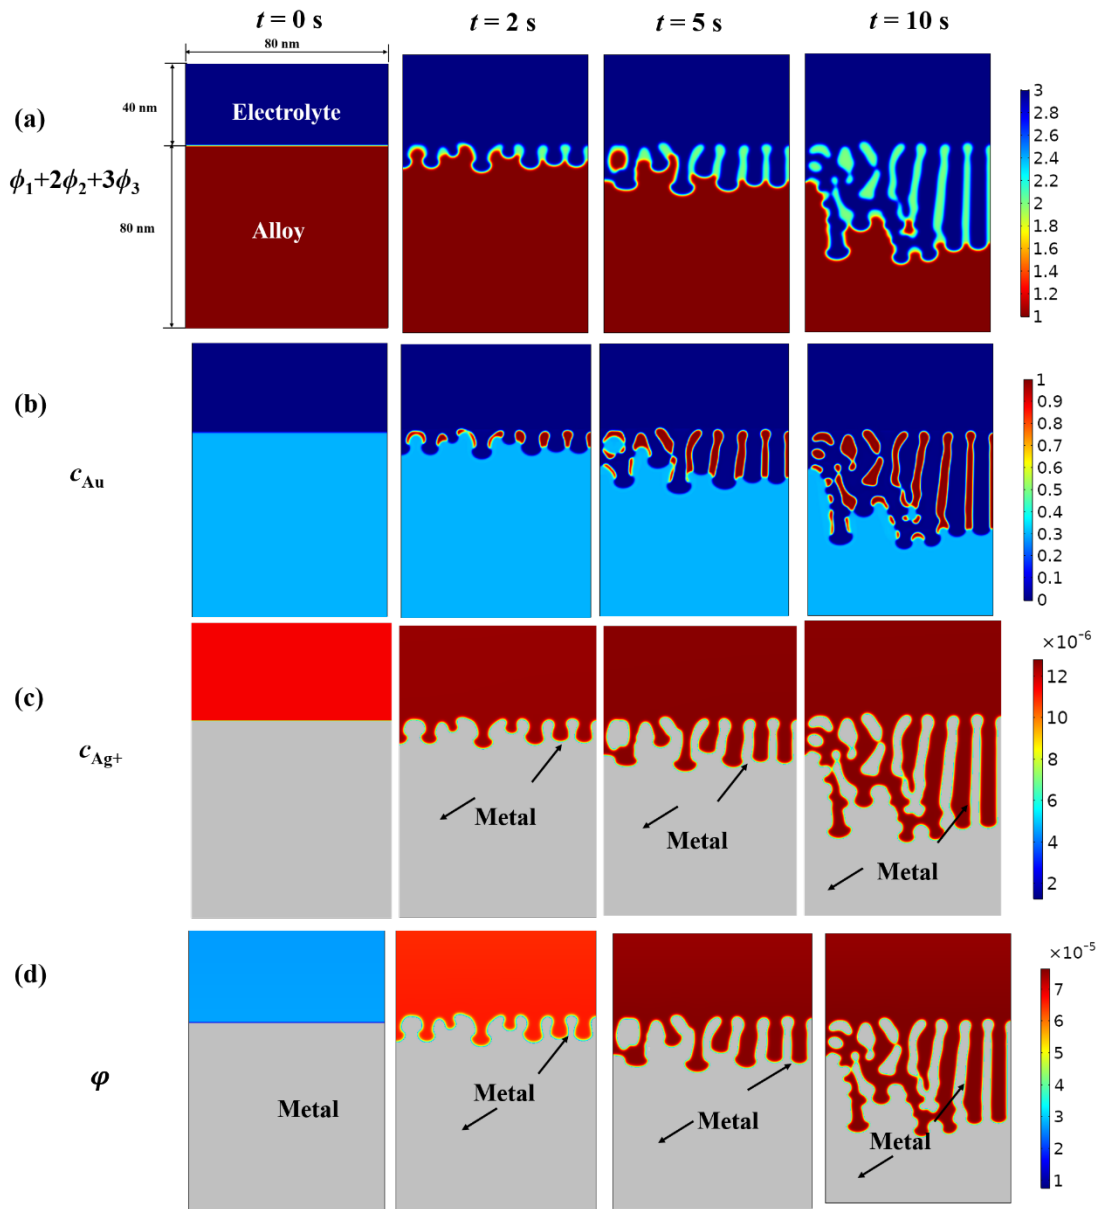 t = 0 s
t = 2 s
t = 5 s
t = 10 s
80 nm
40 nm
80 nm
(a)
ϕ₁+2ϕ₂+3ϕ₃
Electrolyte
Alloy
3
2.8
2.6
2.4
2.2
2
1.8
1.6
1.4
1.2
1
(b)
c_Au
1
0.9
0.8
0.7
0.6
0.5
0.4
0.3
0.2
0.1
0
(c)
c_Ag+
Metal
Metal
Metal
×10⁻⁶
12
10
8
6
4
2
(d)
φ
Metal
Metal
Metal
Metal
×10⁻⁵
7
6
5
4
3
2
1